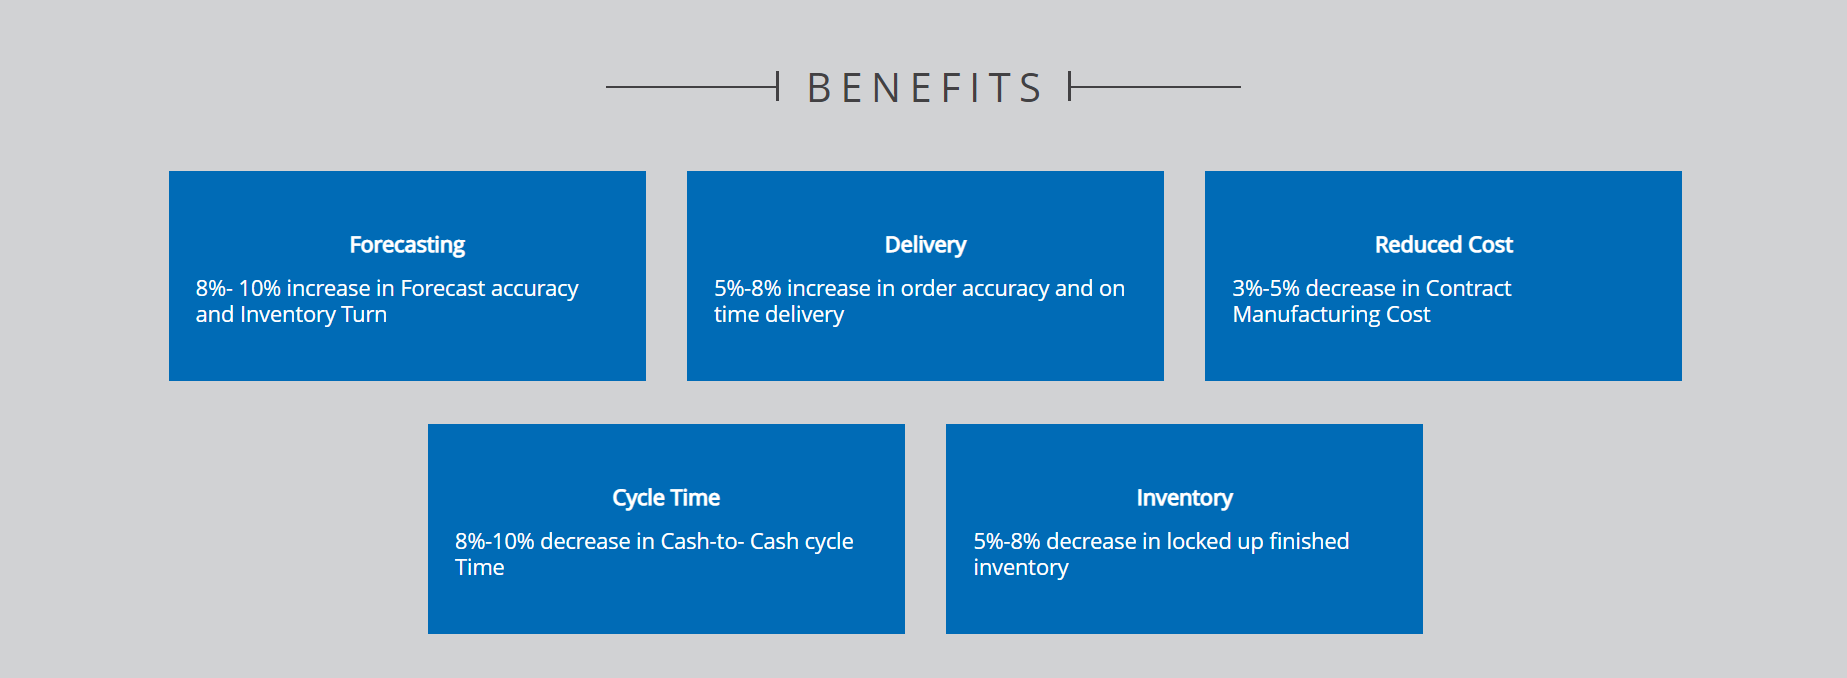 BENEFITS
Forecasting
8%- 10% increase in Forecast accuracy
and Inventory Turn
Delivery
5%-8% increase in order accuracy and on
time delivery
Reduced Cost
3%-5% decrease in Contract
Manufacturing Cost
Cycle Time
8%-10% decrease in Cash-to- Cash cycle
Time
Inventory
5%-8% decrease in locked up finished
inventory